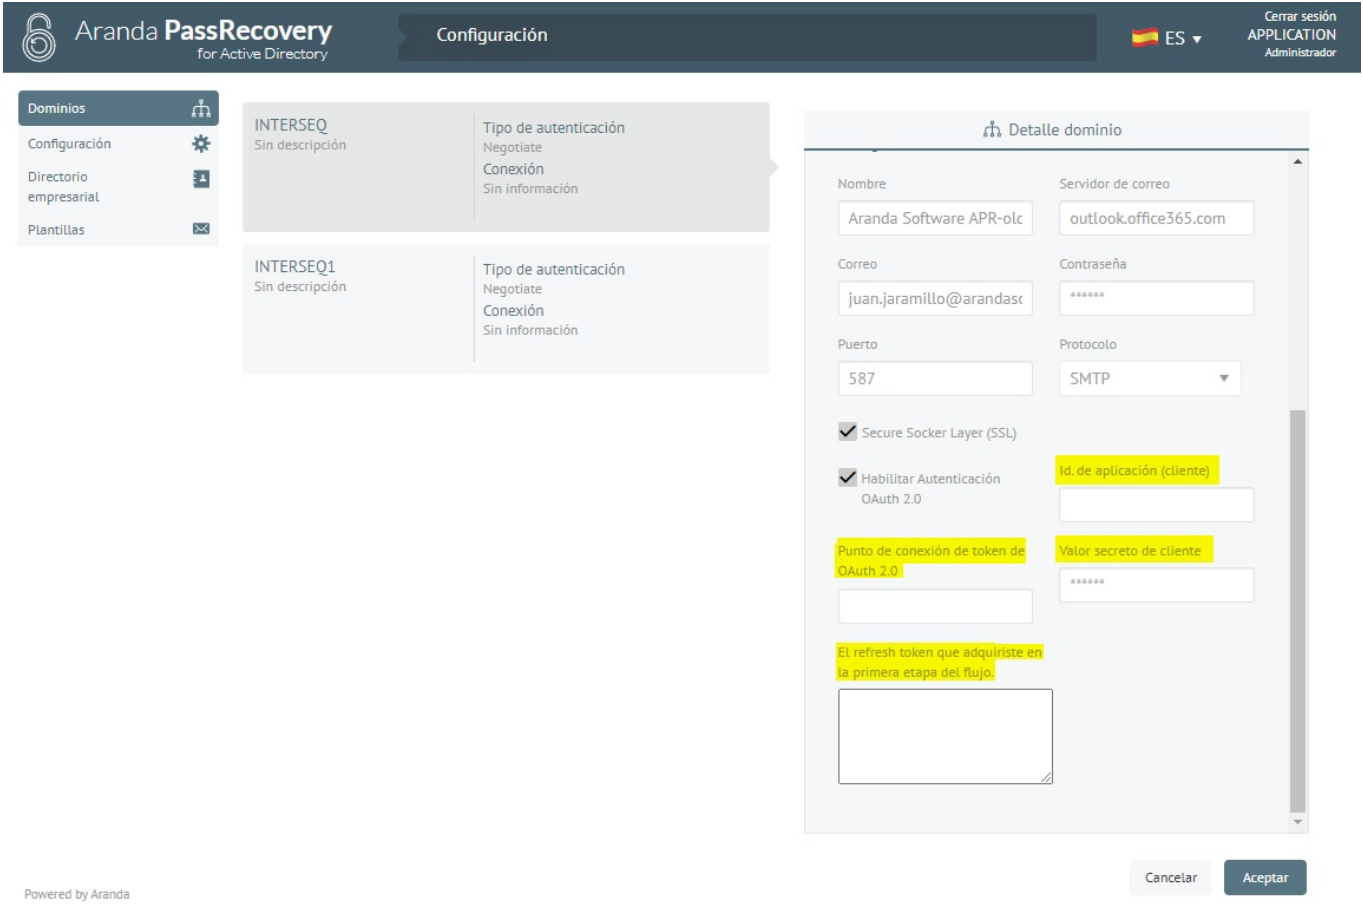 Aranda PassRecovery
for Active Directory
Configuración
ES
Cerrar sesión
APPLICATION
Administrador
Dominios
Configuración
Directorio
empresarial
Plantillas
INTERSEQ
Sin descripción
Tipo de autenticación
Negotiate
Conexión
Sin información
INTERSEQ1
Sin descripción
Tipo de autenticación
Negotiate
Conexión
Sin información
Detalle dominio
Nombre
Servidor de correo
Aranda Software APR-olc
outlook.office365.com
Correo
Contraseña
juan.jaramillo@arandasc
******
Puerto
Protocolo
587
SMTP
Secure Socker Layer (SSL)
Habilitar Autenticación
OAuth 2.0
Id. de aplicación (cliente)
Punto de conexión de token de
OAuth 2.0
Valor secreto de cliente
******
El refresh token que adquiriste en
la primera etapa del flujo.
Cancelar
Aceptar
Powered by Aranda